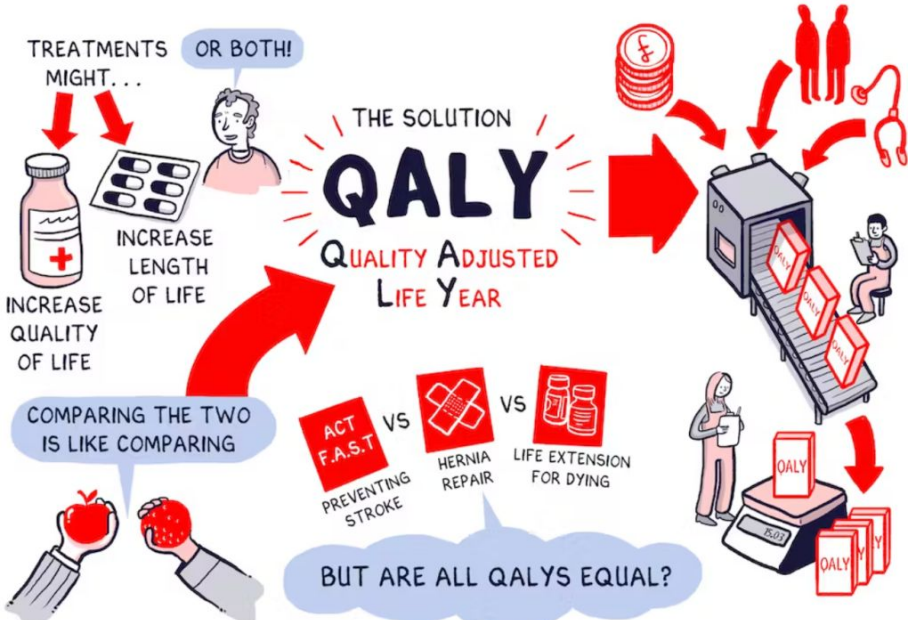 TREATMENTS
MIGHT...
OR BOTH!
INCREASE
QUALITY
OF LIFE
INCREASE
LENGTH
OF LIFE
COMPARING THE TWO
IS LIKE COMPARING
THE SOLUTION
QALY
QUALITY ADJUSTED
LIFE YEAR
£
QALY
QALY
QALY
ACT
F.A.S.T
VS
VS
PREVENTING
STROKE
HERNIA
REPAIR
LIFE EXTENSION
FOR DYING
BUT ARE ALL QALYS EQUAL?
QALY
15.03
QALY
Y
Y